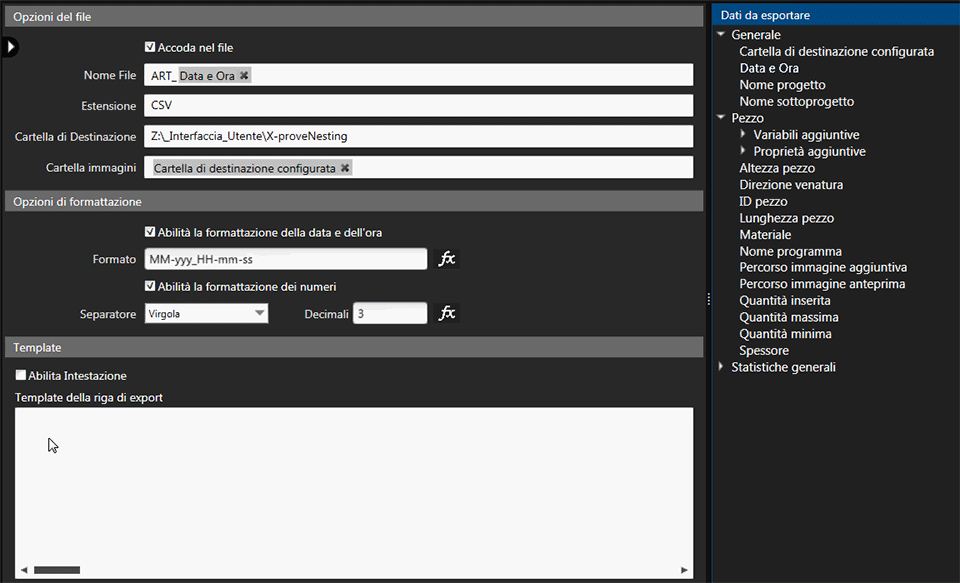 Opzioni del file
Accoda nel file
Nome File ART_ Data e Ora ✖
Estensione CSV
Cartella di Destinazione Z:\_Interfaccia_Utente\X-proveNesting
Cartella immagini Cartella di destinazione configurata ✖
Opzioni di formattazione
Abilità la formattazione della data e dell'ora
Formato MM-yyy_HH-mm-ss fx
Abilità la formattazione dei numeri
Separatore Virgola Decimali 3 fx
Template
Abilita Intestazione
Template della riga di export
Dati da esportare
Generale
Cartella di destinazione configurata
Data e Ora
Nome progetto
Nome sottoprogetto
Pezzo
Variabili aggiuntive
Proprietà aggiuntive
Altezza pezzo
Direzione venatura
ID pezzo
Lunghezza pezzo
Materiale
Nome programma
Percorso immagine aggiuntiva
Percorso immagine anteprima
Quantità inserita
Quantità massima
Quantità minima
Spessore
Statistiche generali